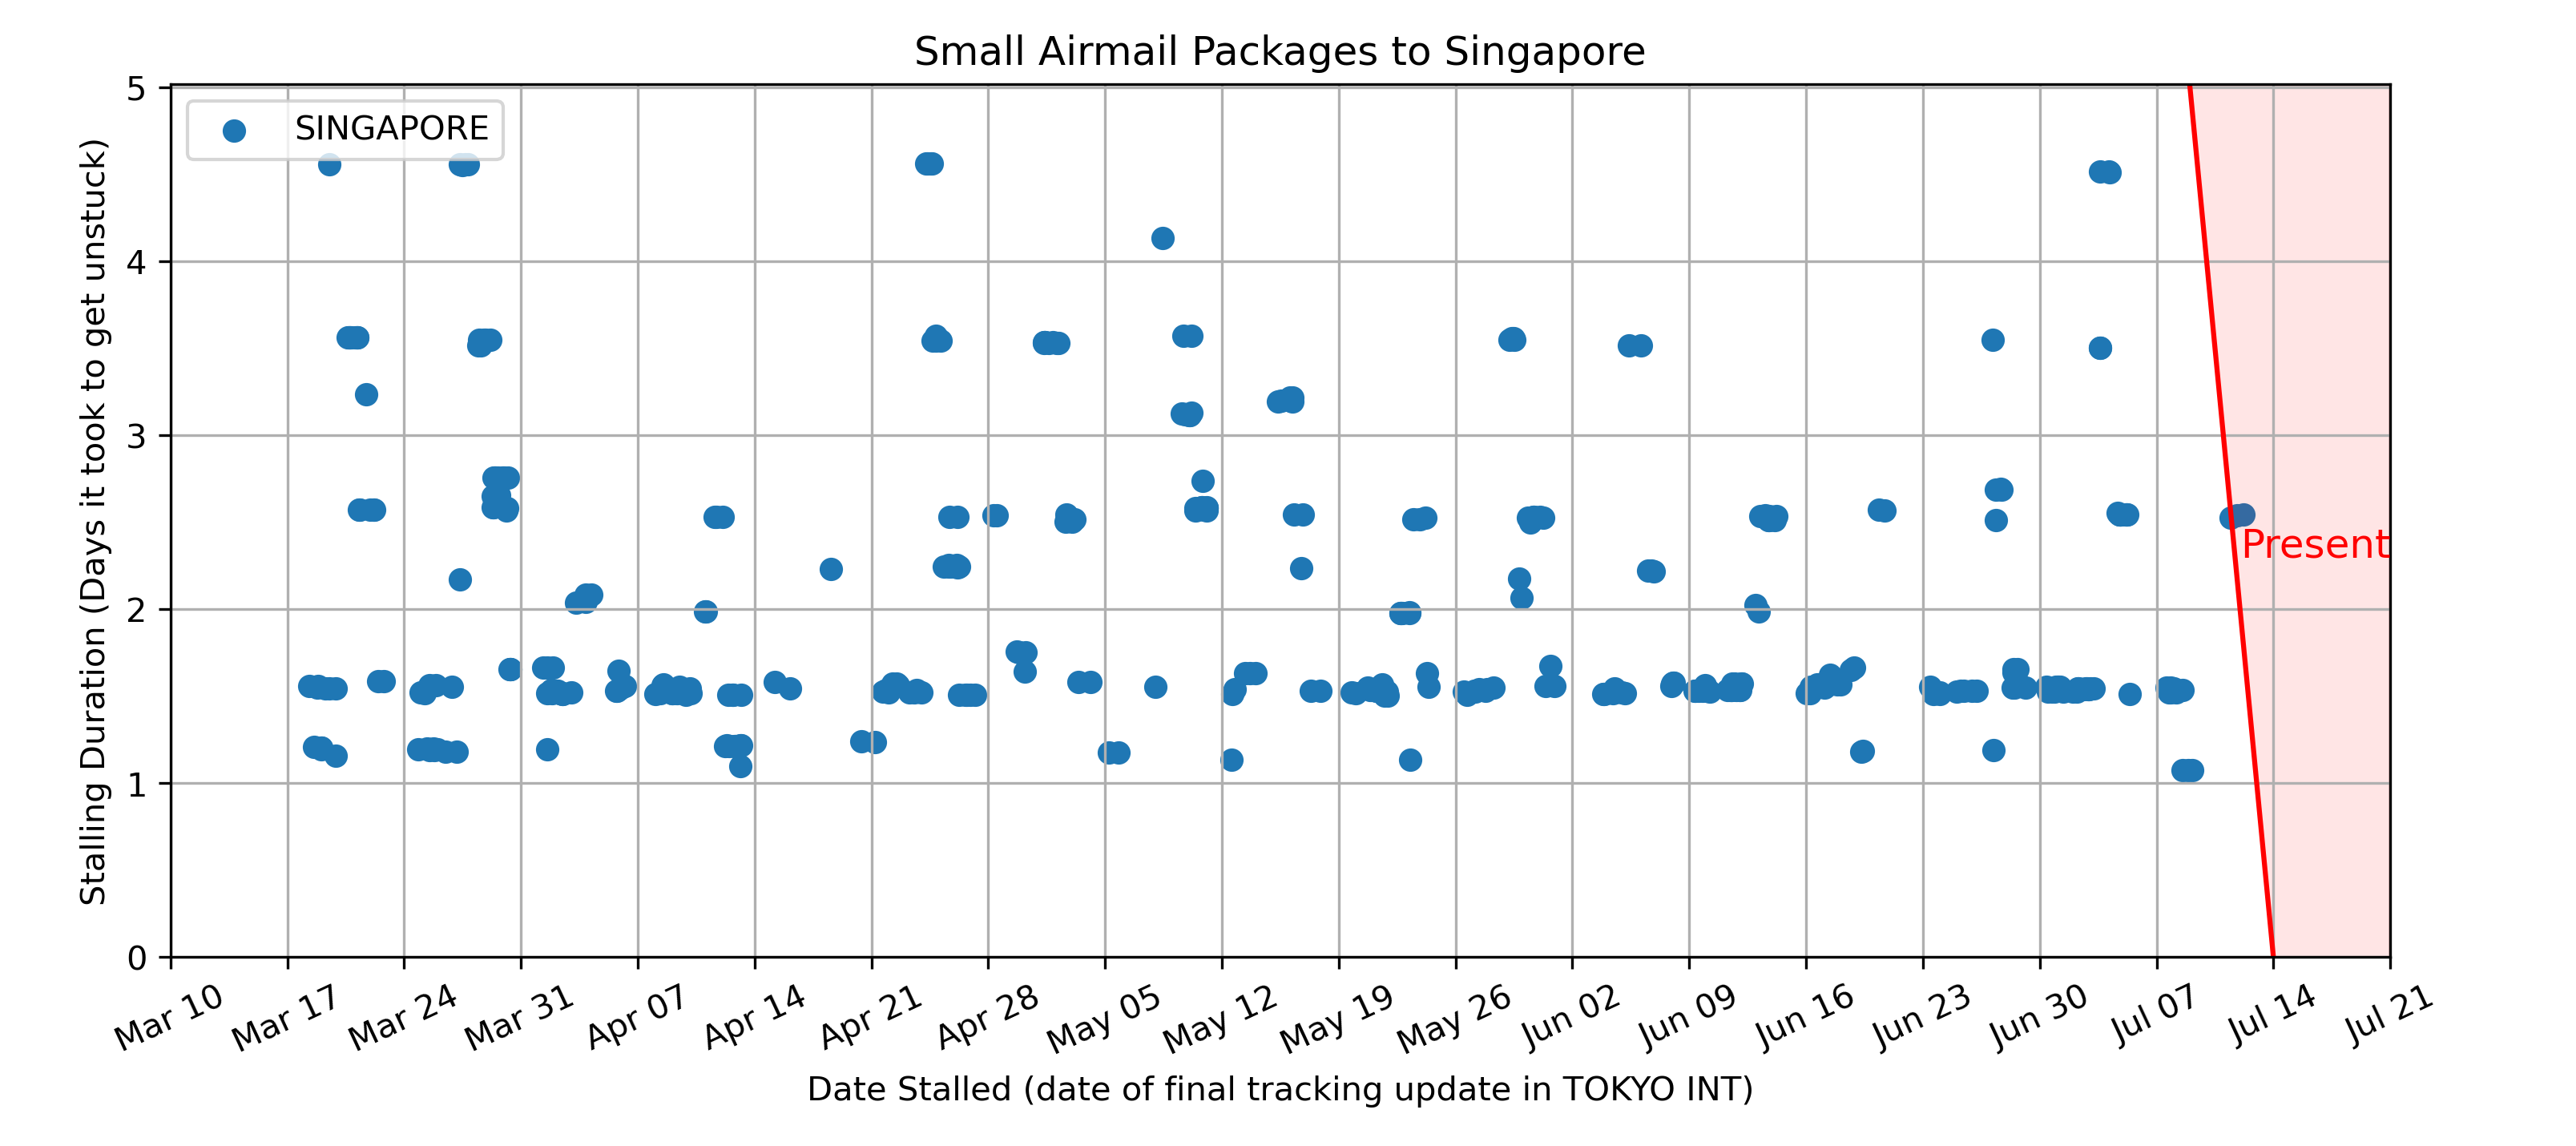 Small Airmail Packages to Singapore
SINGAPORE
Stalling Duration (Days it took to get unstuck)
5
4
3
2
1
0
Present
Mar 10
Mar 17
Mar 24
Mar 31
Apr 07
Apr 14
Apr 21
Apr 28
May 05
May 12
May 19
May 26
Jun 02
Jun 09
Jun 16
Jun 23
Jun 30
Jul 07
Jul 14
Jul 21
Date Stalled (date of final tracking update in TOKYO INT)